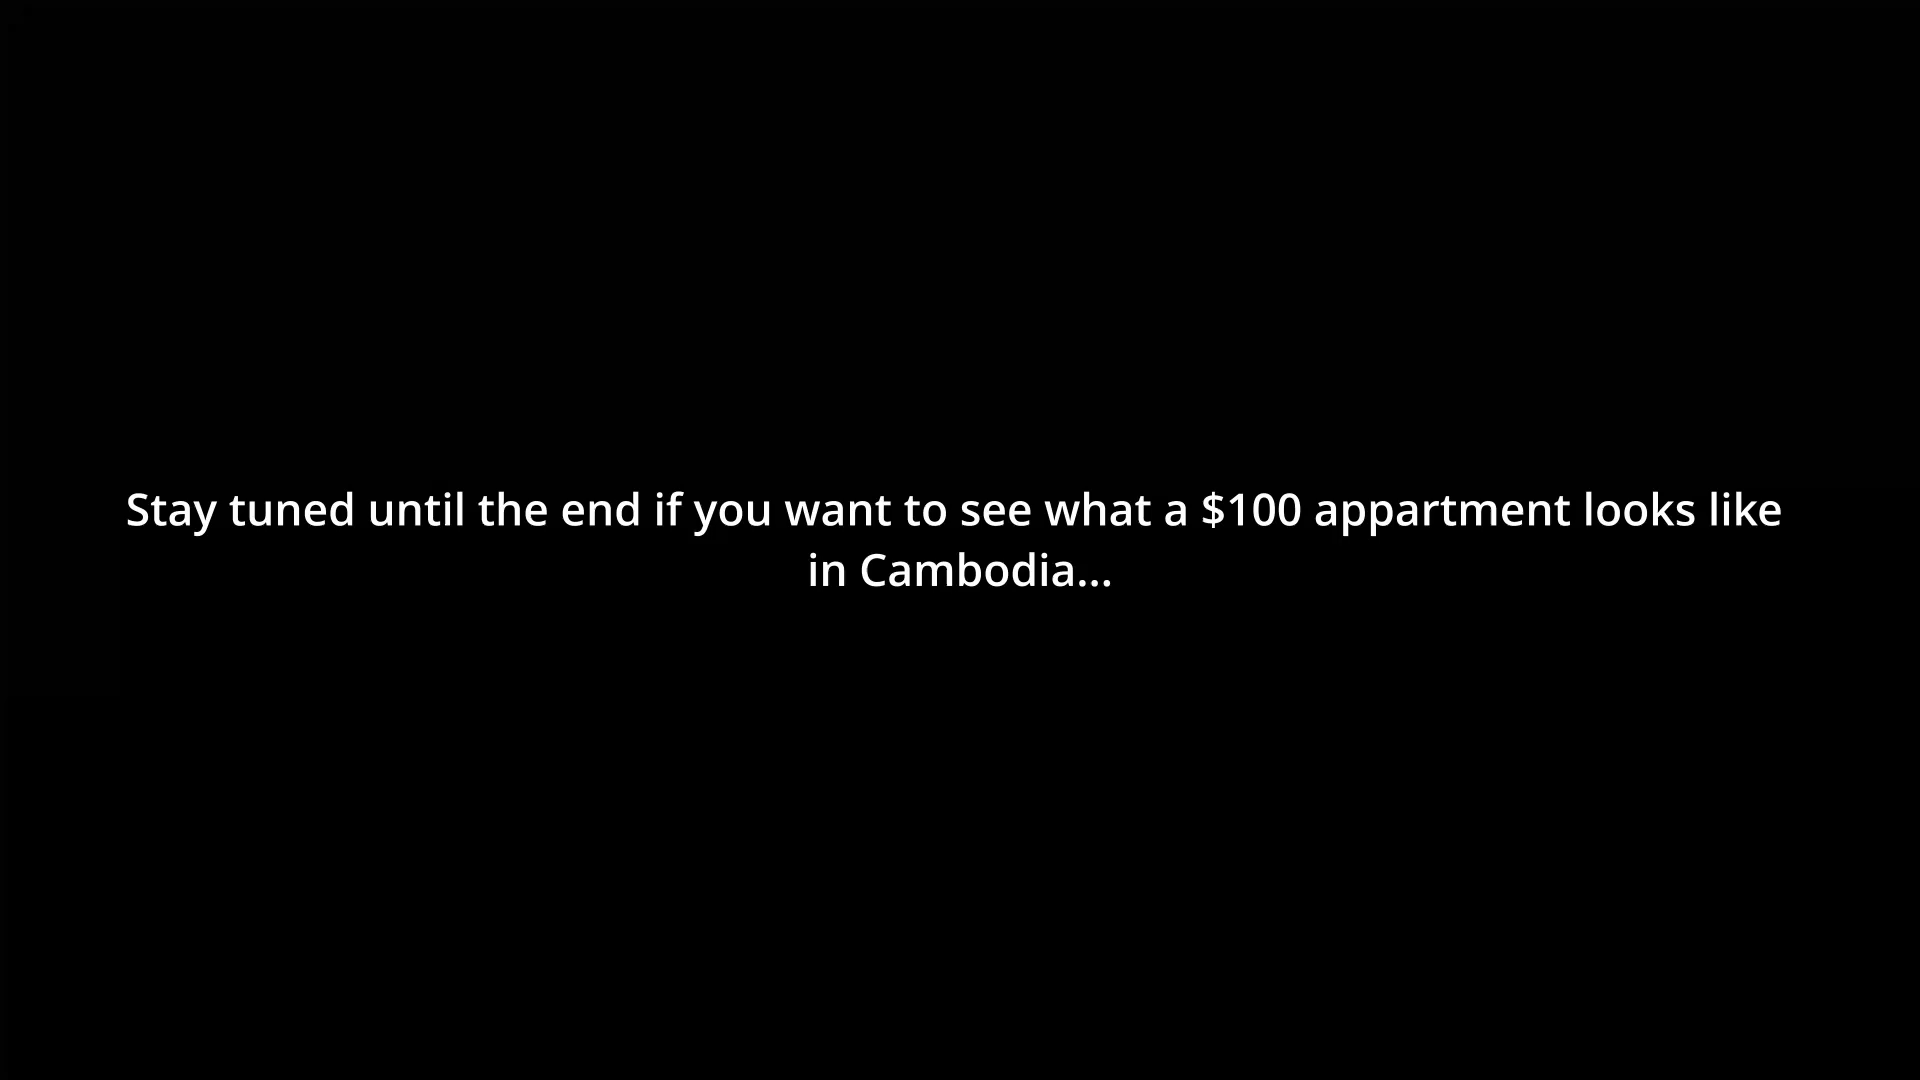 Stay tuned until the end if you want to see what a $100 appartment looks like
in Cambodia...